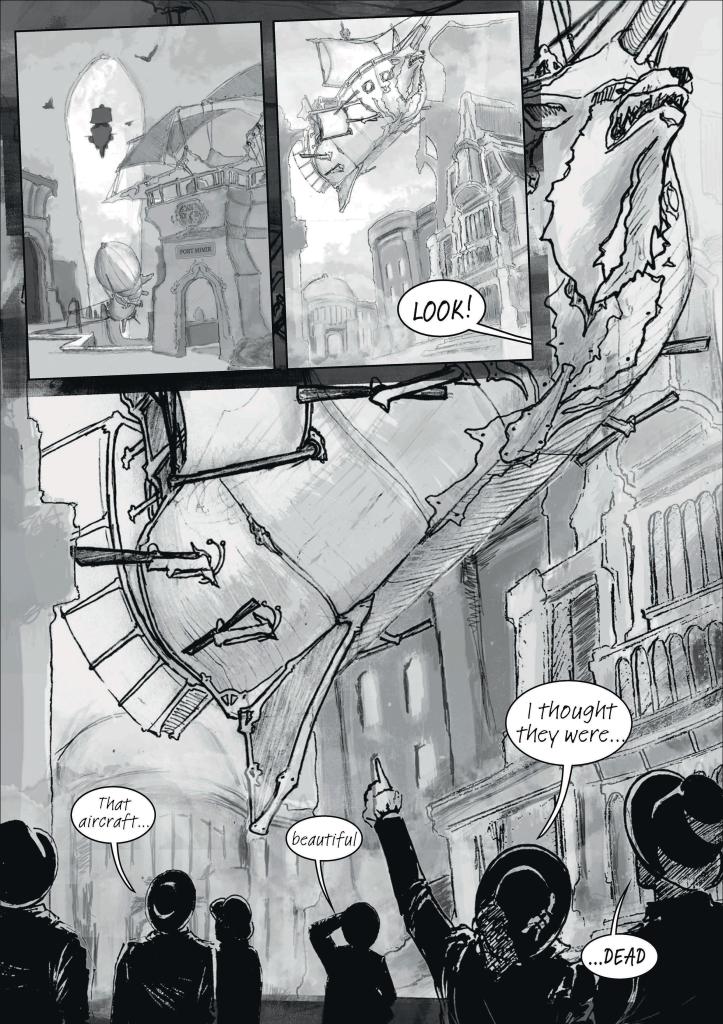 PORT MIMIR
LOOK!
I thought
they were...
That
aircraft...
beautiful
...DEAD